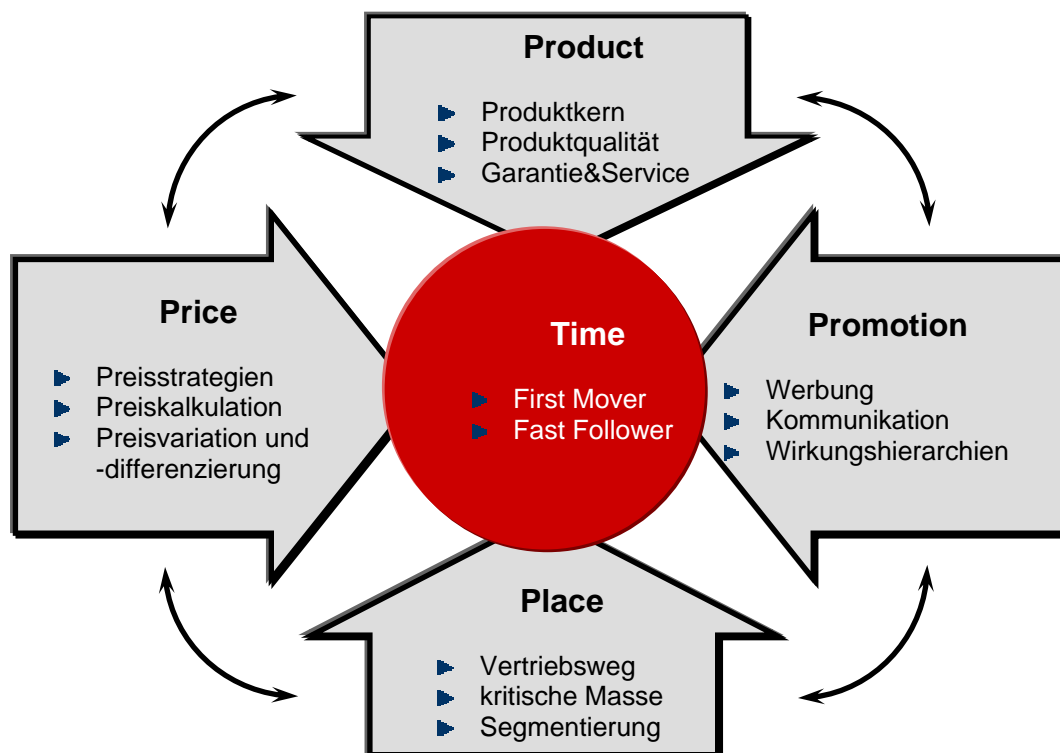 Product
Produktkern
Produktqualität
Garantie&Service
Price
Preisstrategien
Preiskalkulation
Preisvariation und
-differenzierung
Time
First Mover
Fast Follower
Promotion
Werbung
Kommunikation
Wirkungshierarchien
Place
Vertriebsweg
kritische Masse
Segmentierung